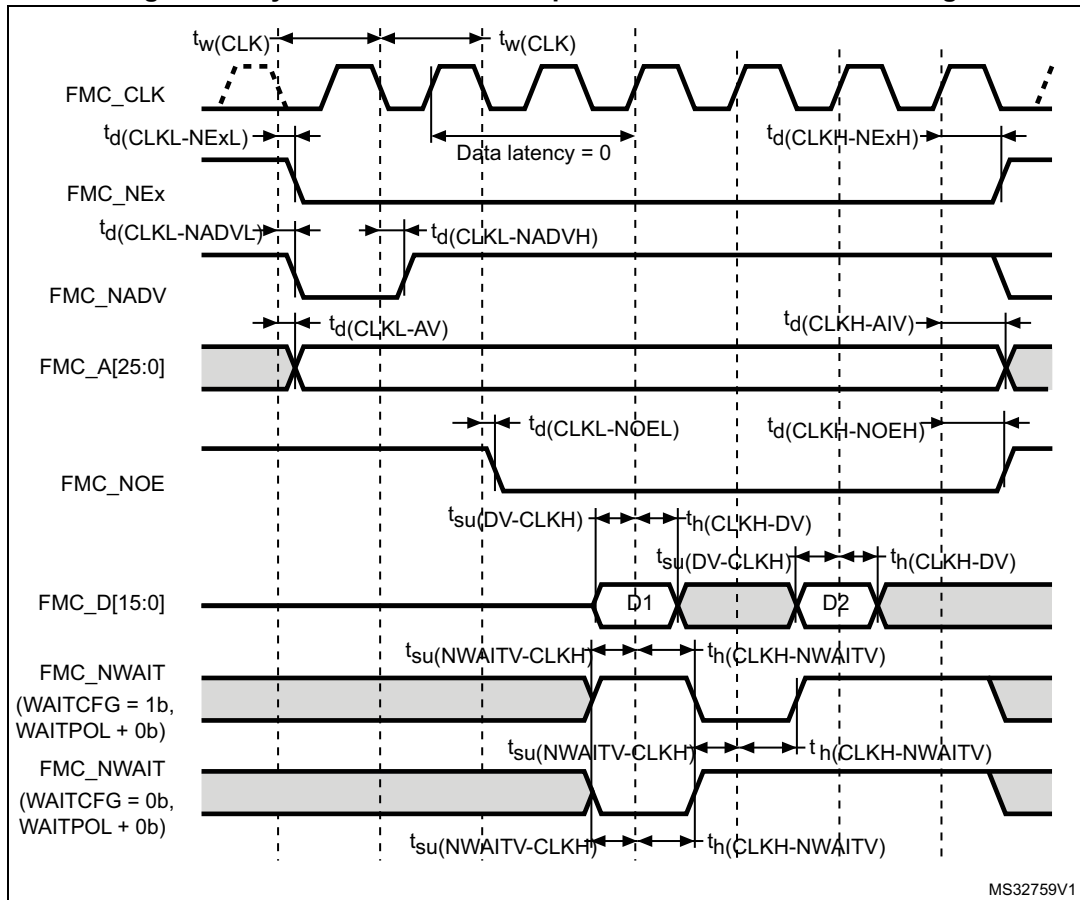 tw(CLK)
tw(CLK)
FMC_CLK
td(CLKL-NExL)
Data latency = 0
td(CLKH-NExH)
FMC_NEx
td(CLKL-NADVL)
td(CLKL-NADVH)
FMC_NADV
td(CLKL-AV)
td(CLKH-AIV)
FMC_A[25:0]
td(CLKL-NOEL)
td(CLKH-NOEH)
FMC_NOE
tsu(DV-CLKH)
th(CLKH-DV)
tsu(DV-CLKH)
th(CLKH-DV)
FMC_D[15:0]
D1
D2
tsu(NWAITV-CLKH)
th(CLKH-NWAITV)
FMC_NWAIT
(WAITCFG = 1b,
WAITPOL + 0b)
tsu(NWAITV-CLKH)
th(CLKH-NWAITV)
FMC_NWAIT
(WAITCFG = 0b,
WAITPOL + 0b)
tsu(NWAITV-CLKH)
th(CLKH-NWAITV)
MS32759V1